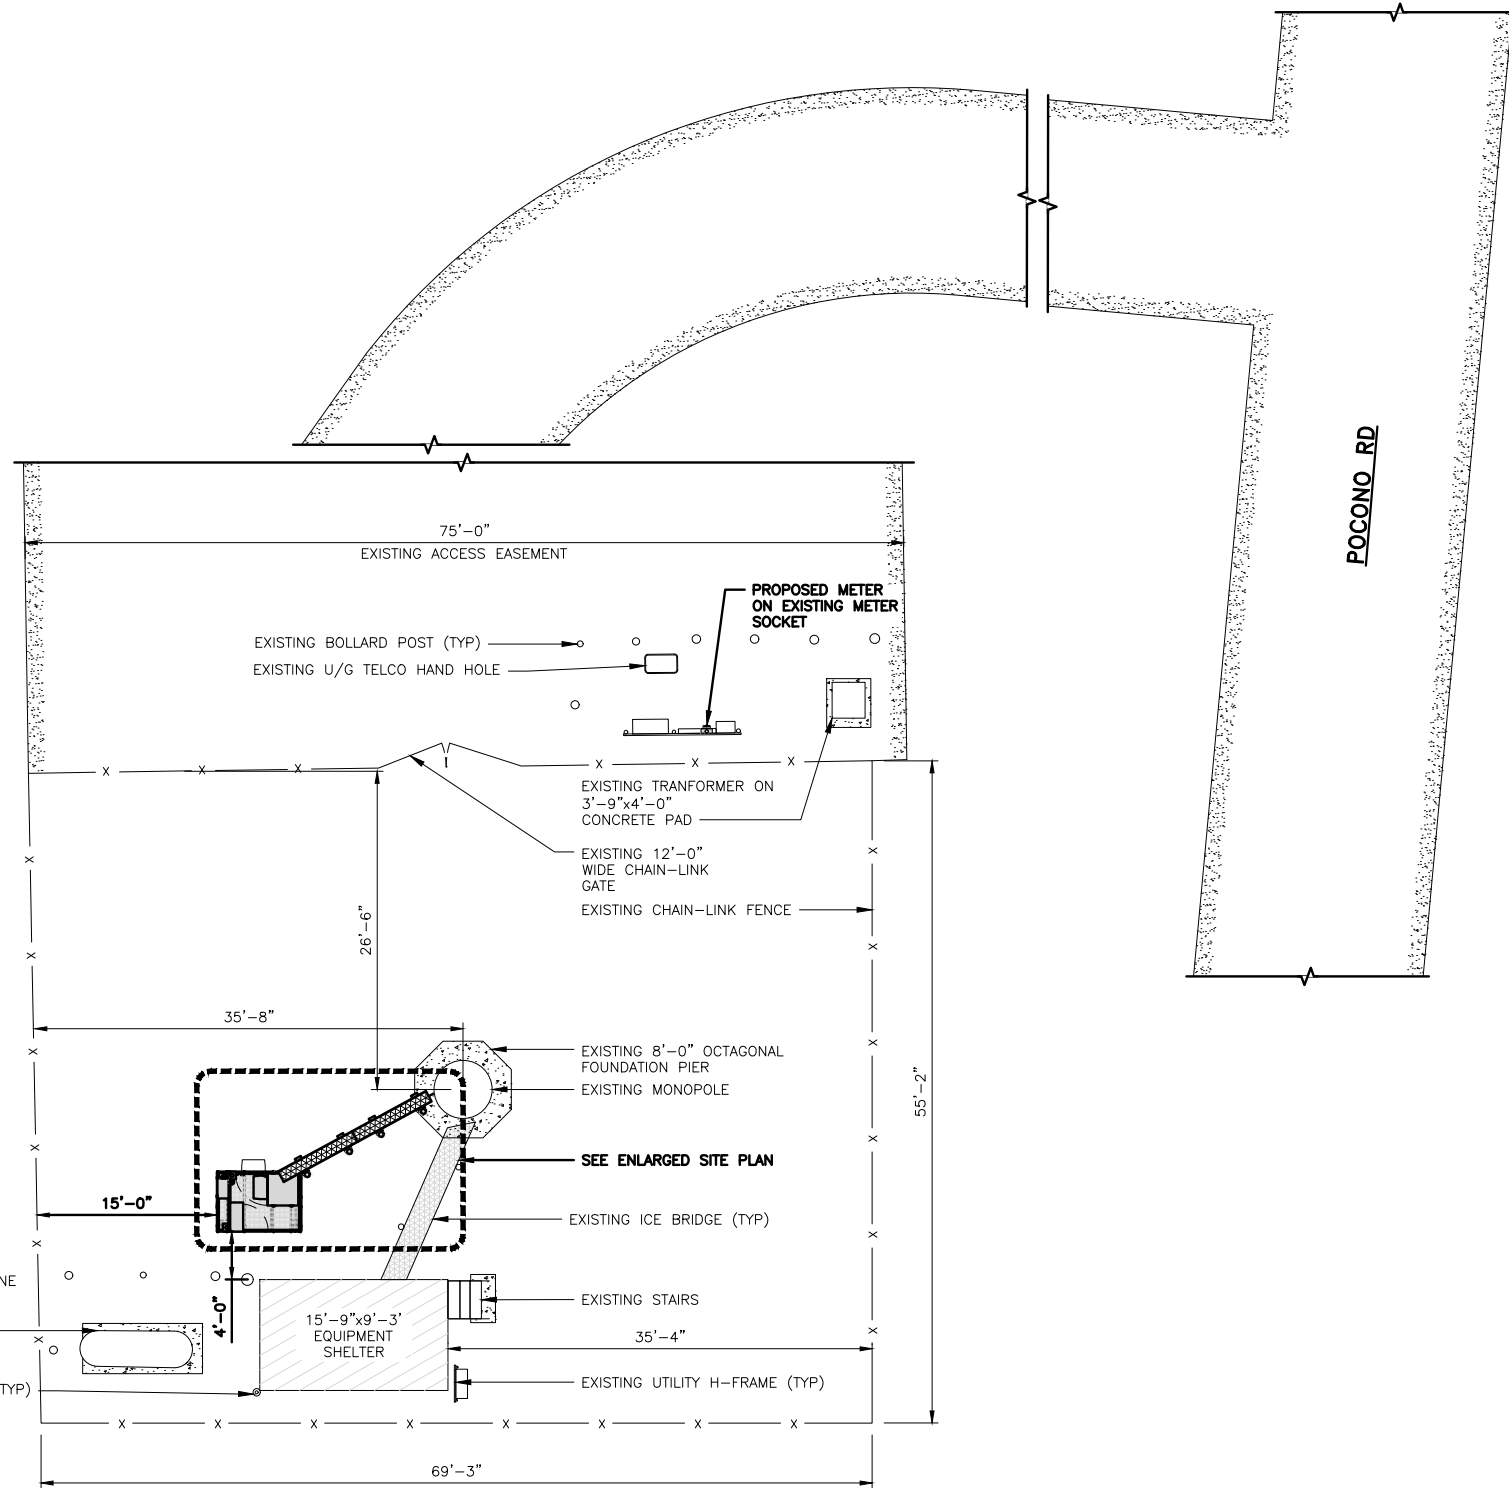 POCONO RD
75'-0"
EXISTING ACCESS EASEMENT
PROPOSED METER
ON EXISTING METER
SOCKET
EXISTING BOLLARD POST (TYP)
EXISTING U/G TELCO HAND HOLE
X X X X X X
EXISTING TRANFORMER ON
3'-9"x4'-0"
CONCRETE PAD
EXISTING 12'-0"
WIDE CHAIN-LINK
GATE
EXISTING CHAIN-LINK FENCE
26'-6"
35'-8"
EXISTING 8'-0" OCTAGONAL
FOUNDATION PIER
EXISTING MONOPOLE
55'-2"
SEE ENLARGED SITE PLAN
15'-0"
EXISTING ICE BRIDGE (TYP)
NE
4'-0"
EXISTING STAIRS
15'-9"x9'-3'
EQUIPMENT
SHELTER
35'-4"
TYP)
EXISTING UTILITY H-FRAME (TYP)
X X X X X X X X
69'-3"